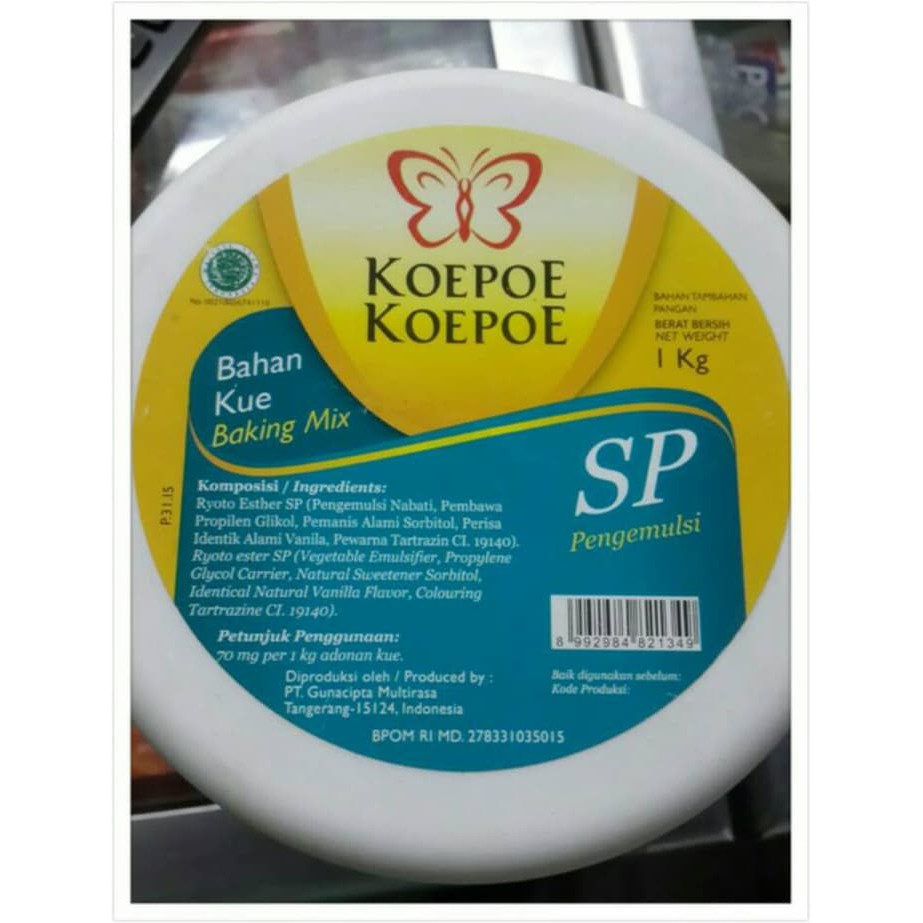 KOEPOE
KOEPOE
BAHAN TAMBAHAN
PANGAN
BERAT BERSIH
NET WEIGHT
1 Kg
Bahan
Kue
Baking Mix
SP
Pengemulsi
Komposisi / Ingredients:
Ryoto Esther SP (Pengemulsi Nabati, Pembawa
Propilen Glikol, Pemanis Alami Sorbitol, Perisa
Identik Alami Vanila, Pewarna Tartrazin CI. 19140).
Ryoto ester SP (Vegetable Emulsifier, Propylene
Glycol Carrier, Natural Sweetener Sorbitol,
Identical Natural Vanilla Flavor, Colouring
Tartrazine CI. 19140).
P.31.15
Petunjuk Penggunaan:
70 mg per 1 kg adonan kue.
Diproduksi oleh / Produced by :
PT. Gunacipta Multirasa
Tangerang-15124, Indonesia
BPOM RI MD. 278331035015
8 992984 821349
Baik digunakan sebelum:
Kode Produksi: